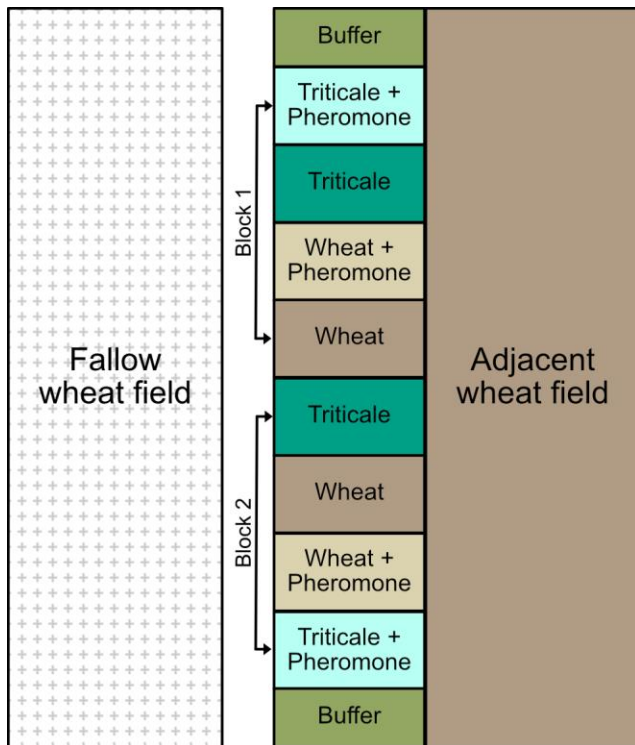 Fallow
wheat field
Block 1
Block 2
Buffer
Triticale +
Pheromone
Triticale
Wheat +
Pheromone
Wheat
Triticale
Wheat
Wheat +
Pheromone
Triticale +
Pheromone
Buffer
Adjacent
wheat field